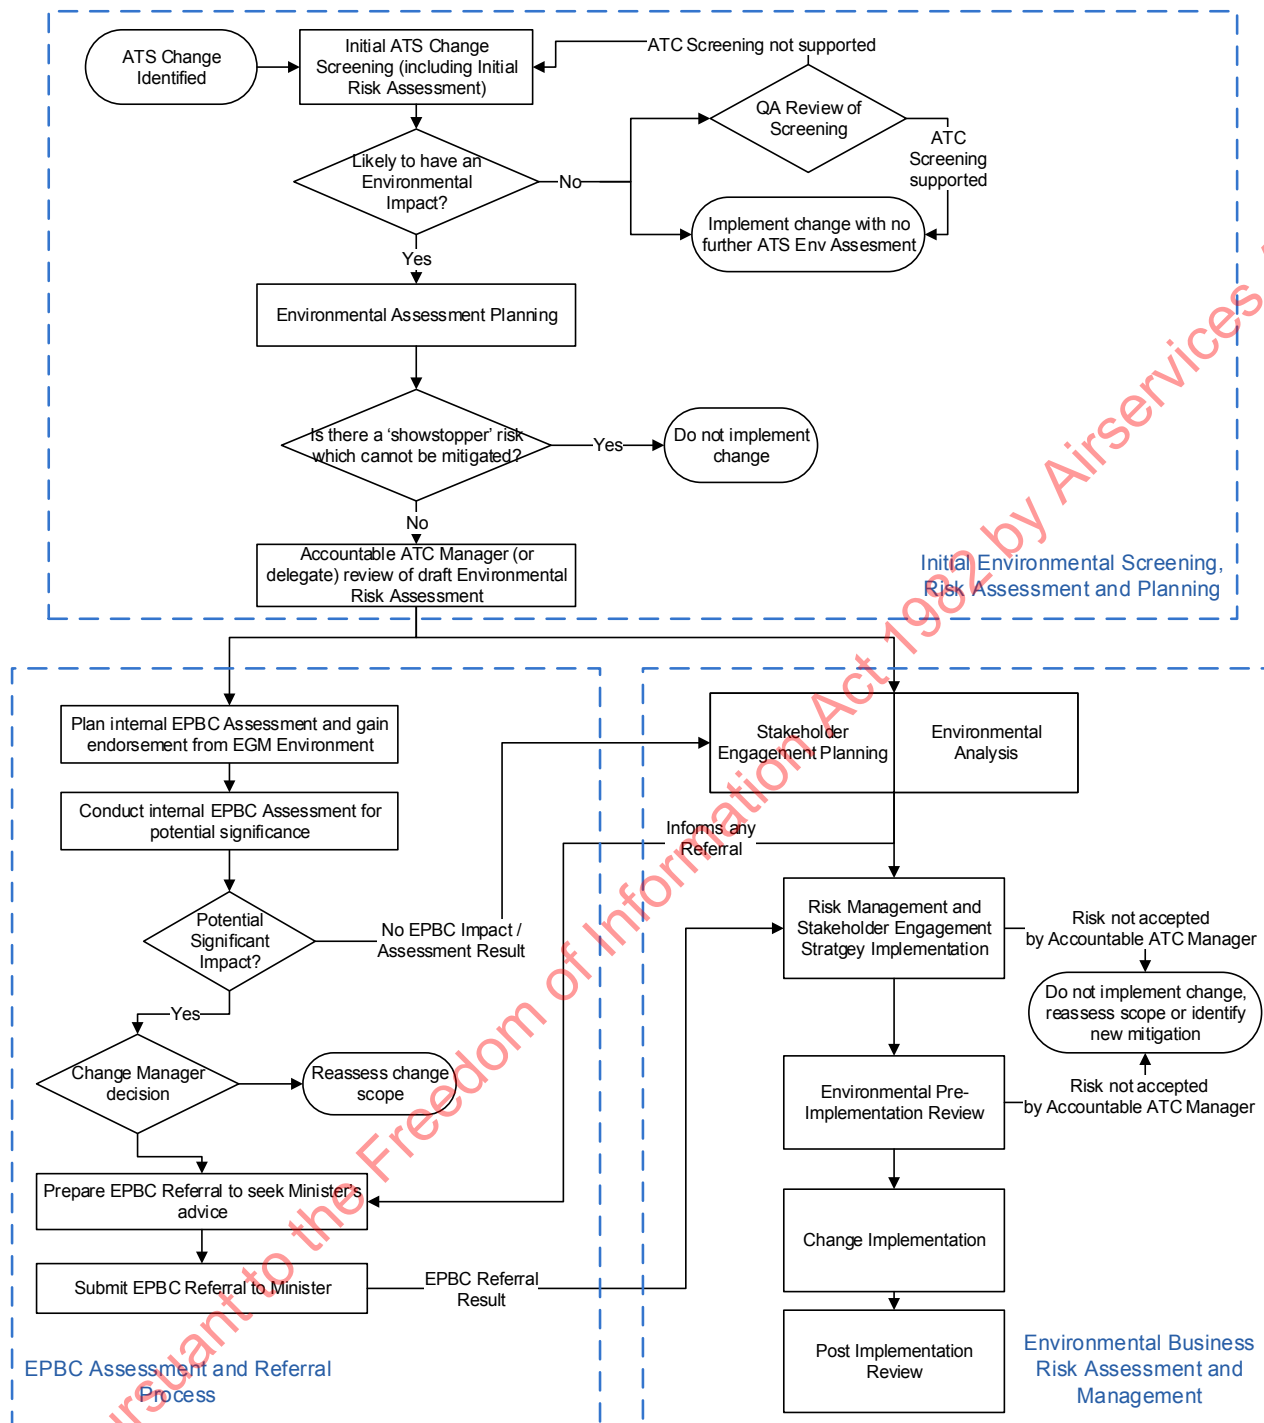 ATS Change
Identified
Initial ATS Change
Screening (including Initial
Risk Assessment)
ATC Screening not supported
QA Review of
Screening
ATC
Screening
supported
Likely to have an
Environmental
Impact?
No
Implement change with no
further ATS Env Assesment
Yes
Environmental Assessment Planning
Is there a ‘showstopper’ risk
which cannot be mitigated?
Yes
Do not implement
change
No
Accountable ATC Manager (or
delegate) review of draft Environmental
Risk Assessment
Initial Environmental Screening,
Risk Assessment and Planning
Plan internal EPBC Assessment and gain
endorsement from EGM Environment
Conduct internal EPBC Assessment for
potential significance
Potential
Significant
Impact?
No EPBC Impact /
Assessment Result
Yes
Change Manager
decision
Reassess change
scope
Prepare EPBC Referral to seek Minister's
advice
Submit EPBC Referral to Minister
EPBC Referral
Result
EPBC Assessment and Referral
Process
Stakeholder
Engagement Planning
Environmental
Analysis
Informs any
Referral
Risk Management and
Stakeholder Engagement
Stratgey Implementation
Risk not accepted
by Accountable ATC Manager
Do not implement change,
reassess scope or identify
new mitigation
Risk not accepted
by Accountable ATC Manager
Environmental Pre-
Implementation Review
Change Implementation
Post Implementation
Review
Environmental Business
Risk Assessment and
Management
ursuant to the Freedom of Information Act 1982 by Airservices